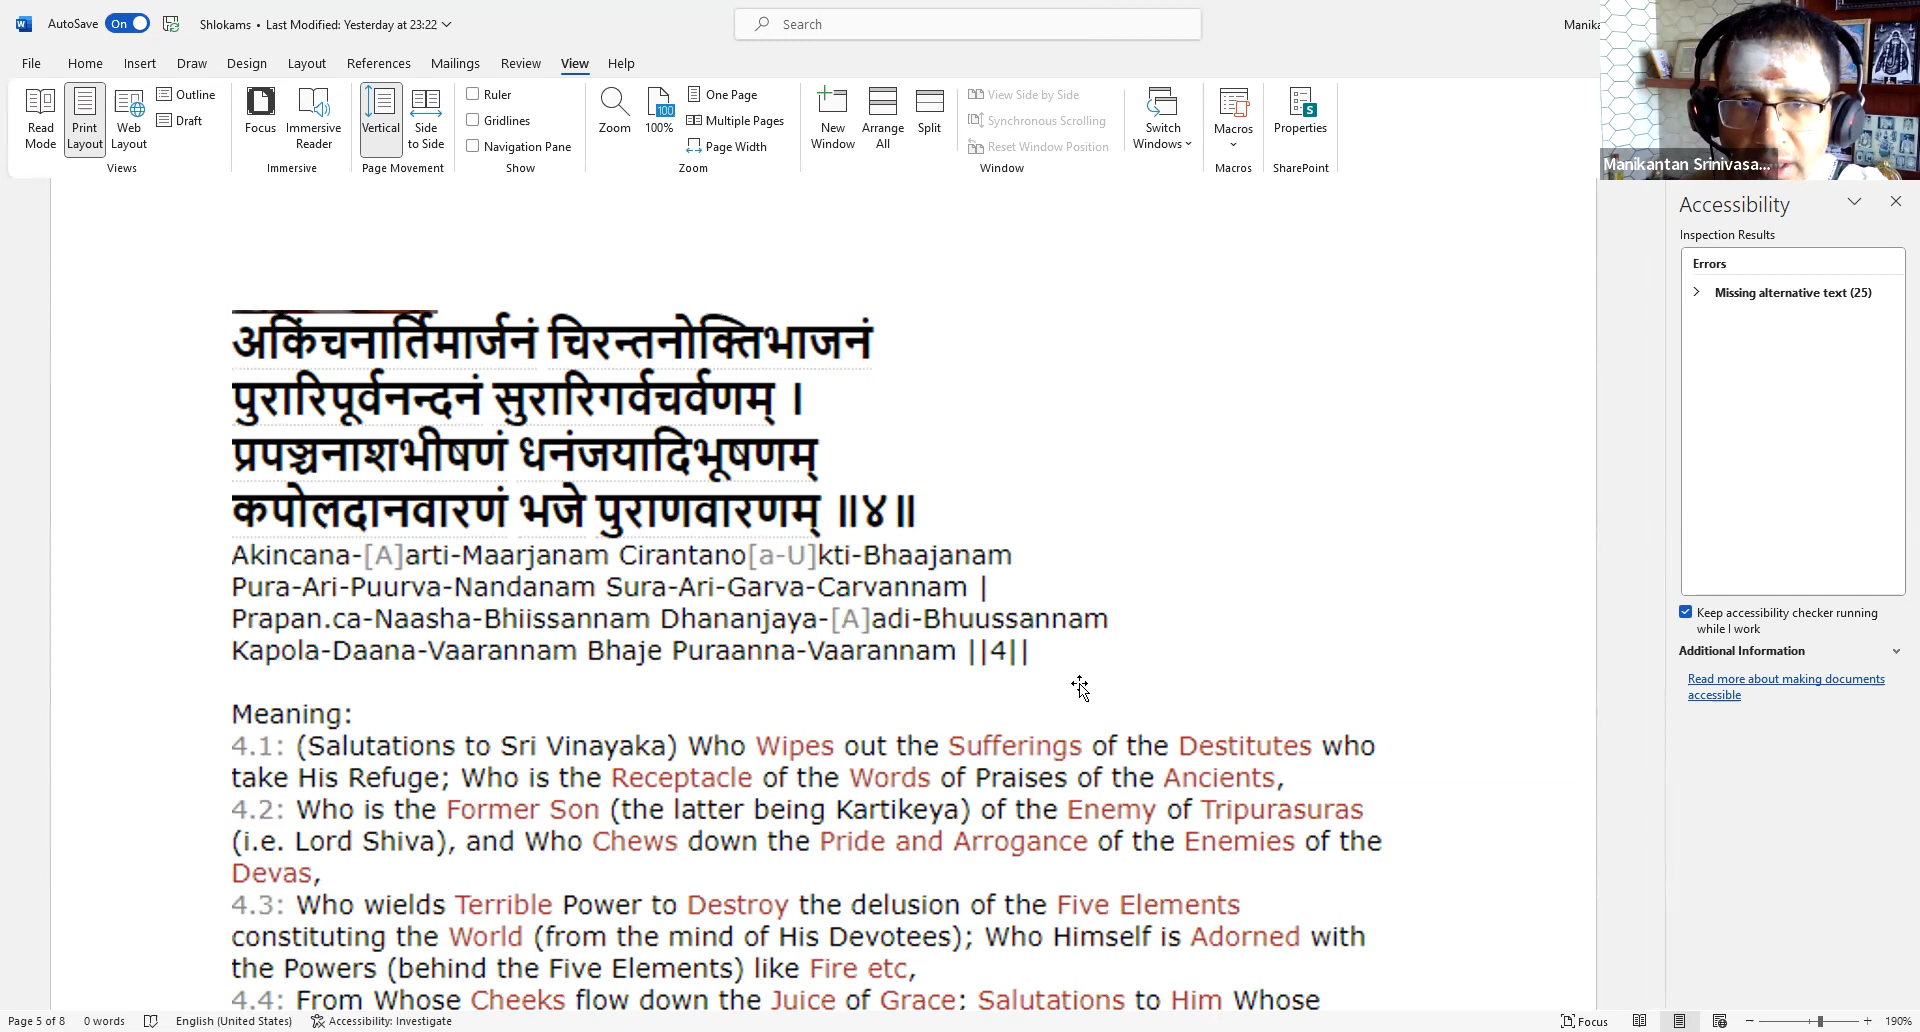 AutoSave On Shlokams • Last Modified: Yesterday at 23:22 Search
File Home Insert Draw Design Layout References Mailings Review View Help
Read Mode
Print Layout
Web Layout
Outline
Draft
Views
Focus
Immersive Reader
Immersive
Vertical
Side to Side
Page Movement
Ruler
Gridlines
Navigation Pane
Show
Zoom
100
100%
One Page
Multiple Pages
Page Width
Zoom
New Window
Arrange All
Split
View Side by Side
Synchronous Scrolling
Reset Window Position
Switch Windows
Window
Macros
Macros
Properties
SharePoint
Manikantan Srinivasa...
अकिंचनार्तिमार्जनं चिरन्तनोक्तिभाजनं
पुरारिपूर्वनन्दनं सुरारिगर्वचर्वणम् ।
प्रपञ्चनाशभीषणं धनंजयादिभूषणम्
कपोलदानवारणं भजे पुराणवारणम् ॥४॥
Akincana-[A]arti-Maarjanam Cirantano[a-U]kti-Bhaajanam
Pura-Ari-Puurva-Nandanam Sura-Ari-Garva-Carvannam |
Prapan.ca-Naasha-Bhiissannam Dhananjaya-[A]adi-Bhuussannam
Kapola-Daana-Vaarannam Bhaje Puraanna-Vaarannam ||4||
Meaning:
4.1: (Salutations to Sri Vinayaka) Who Wipes out the Sufferings of the Destitutes who
take His Refuge; Who is the Receptacle of the Words of Praises of the Ancients,
4.2: Who is the Former Son (the latter being Kartikeya) of the Enemy of Tripurasuras
(i.e. Lord Shiva), and Who Chews down the Pride and Arrogance of the Enemies of the
Devas,
4.3: Who wields Terrible Power to Destroy the delusion of the Five Elements
constituting the World (from the mind of His Devotees); Who Himself is Adorned with
the Powers (behind the Five Elements) like Fire etc,
4.4: From Whose Cheeks flow down the Juice of Grace; Salutations to Him Whose
Accessibility
Inspection Results
Errors
Missing alternative text (25)
Keep accessibility checker running
while I work
Additional Information
Read more about making documents
accessible
Page 5 of 8 0 words English (United States) Accessibility: Investigate Focus 190%